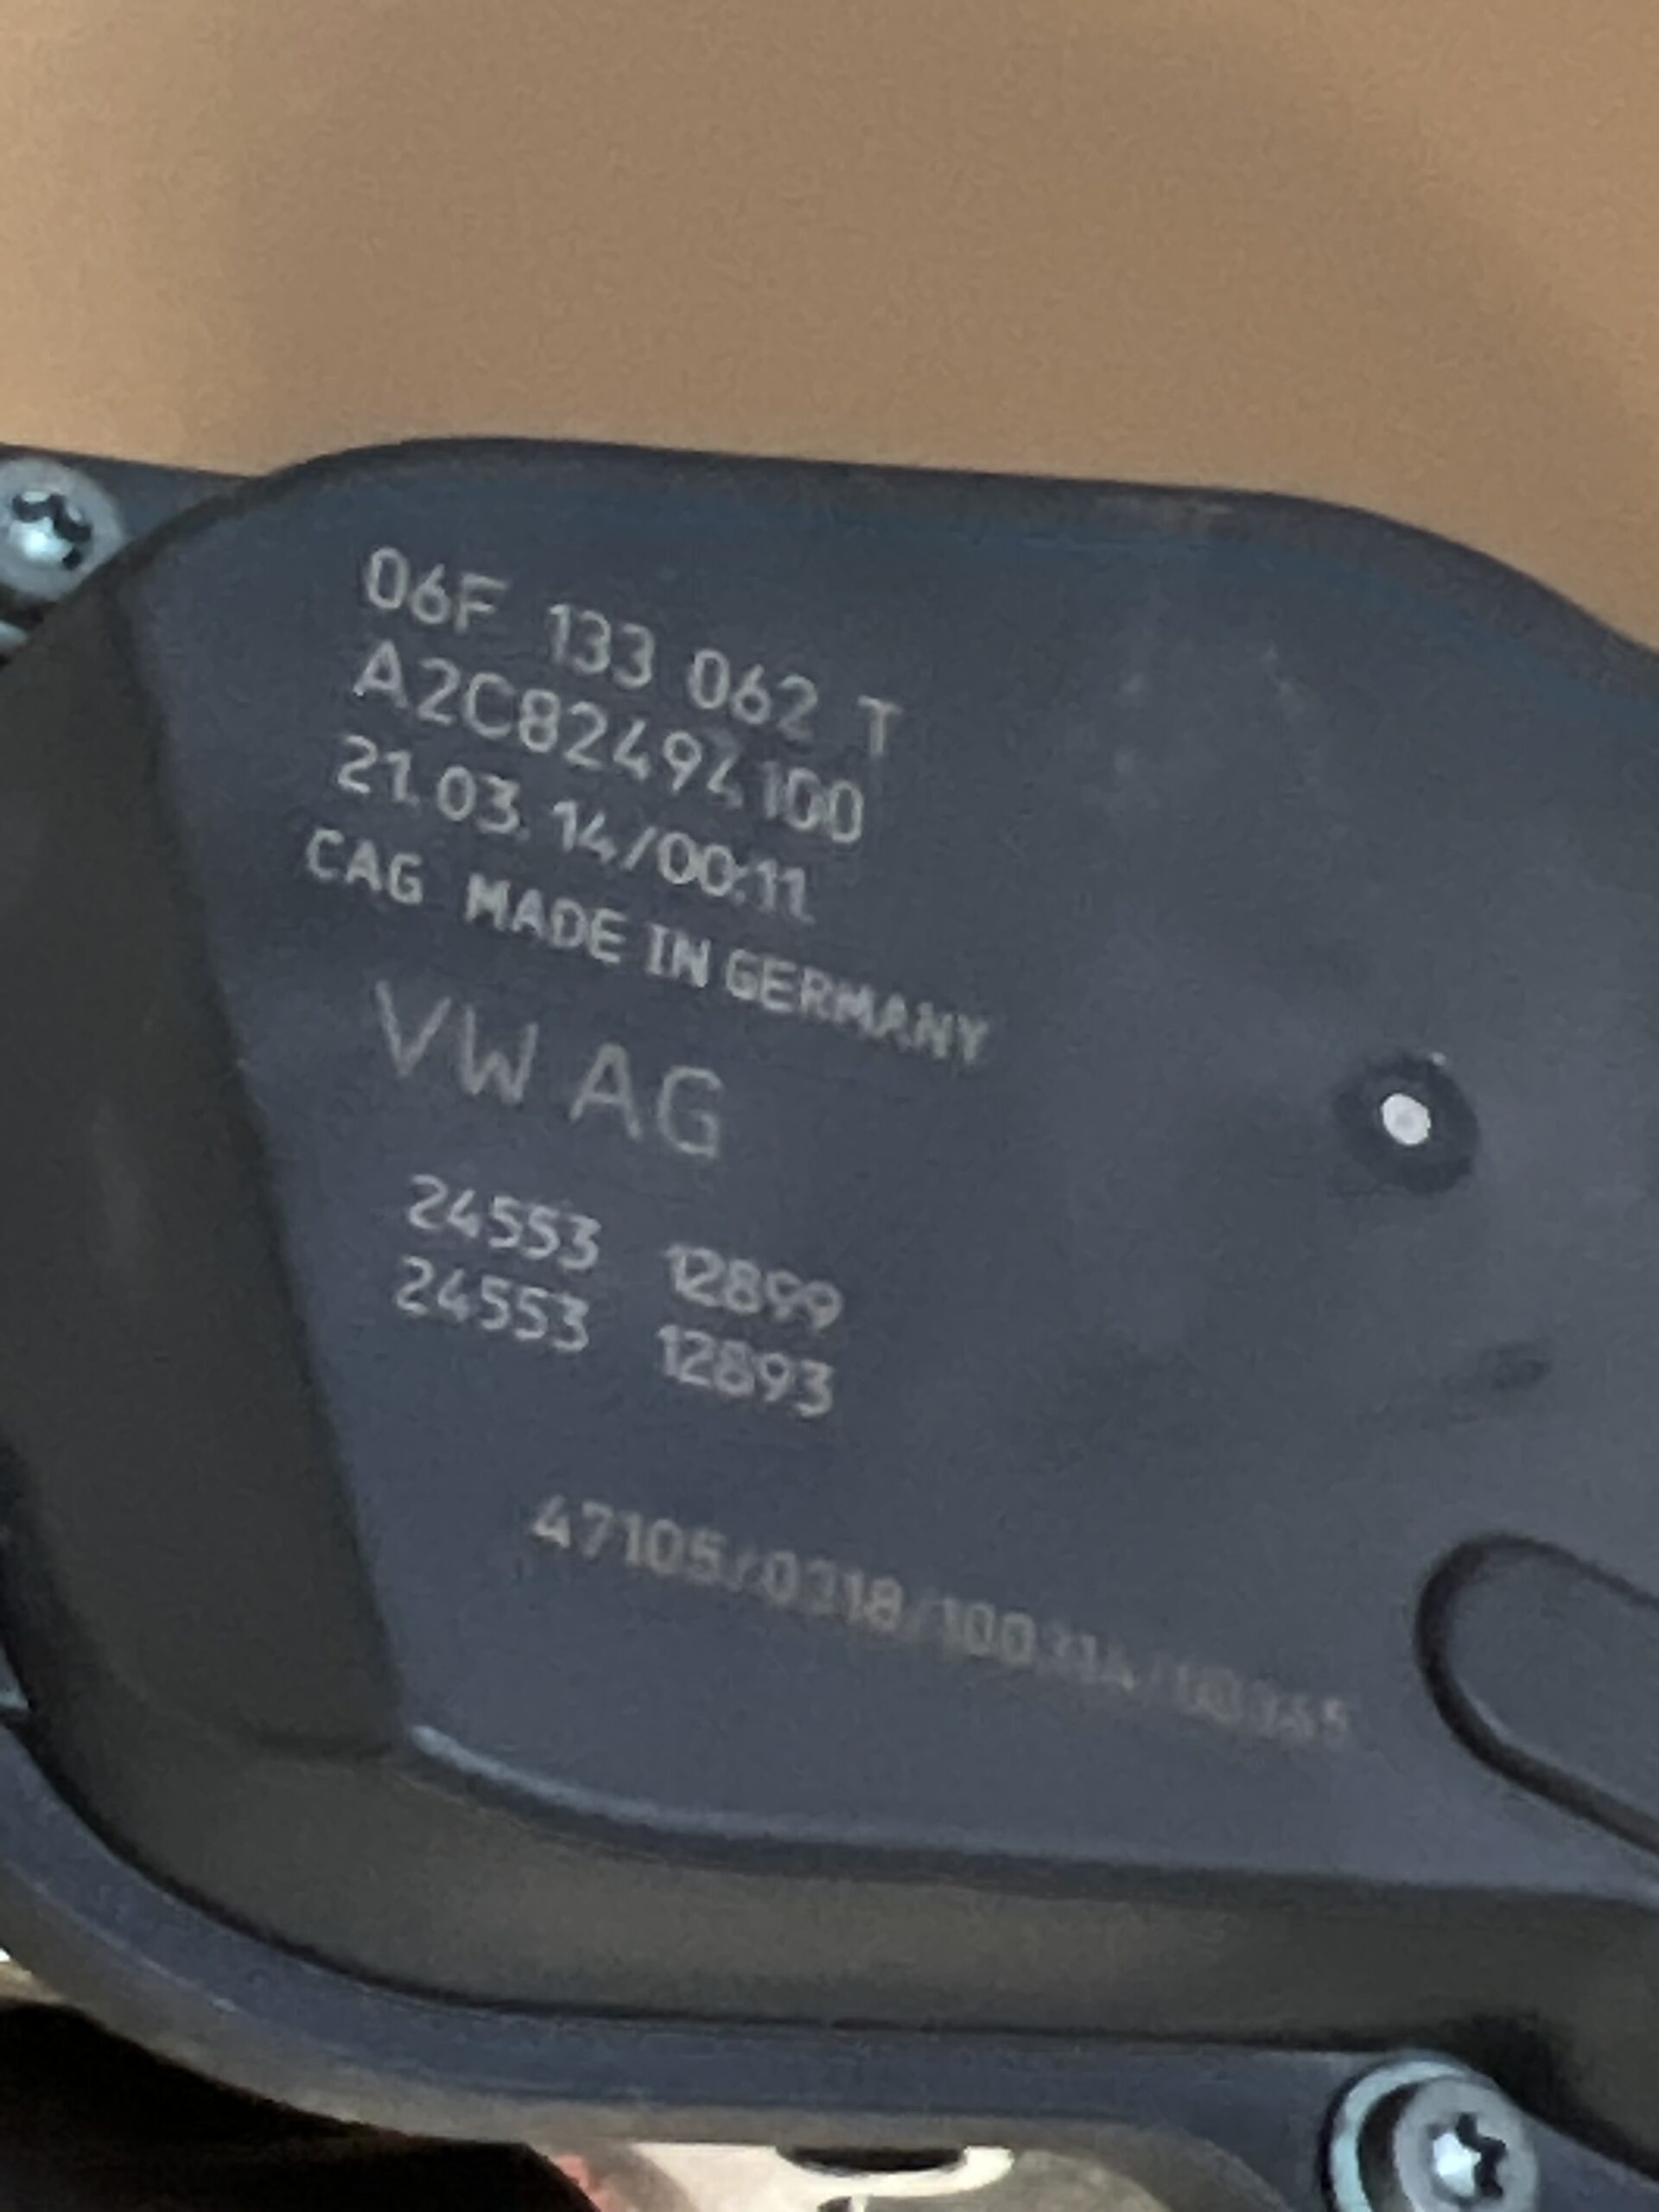 06F 133 062 T
A2C82494100
21.03.14/00:11
CAG MADE IN GERMANY
VW AG
24553 12899
24553 12893